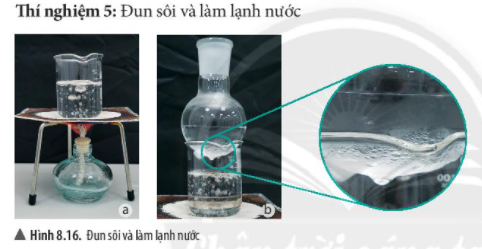 Thí nghiệm 5: Đun sôi và làm lạnh nước
a
b
▲ Hình 8.16. Đun sôi và làm lạnh nước